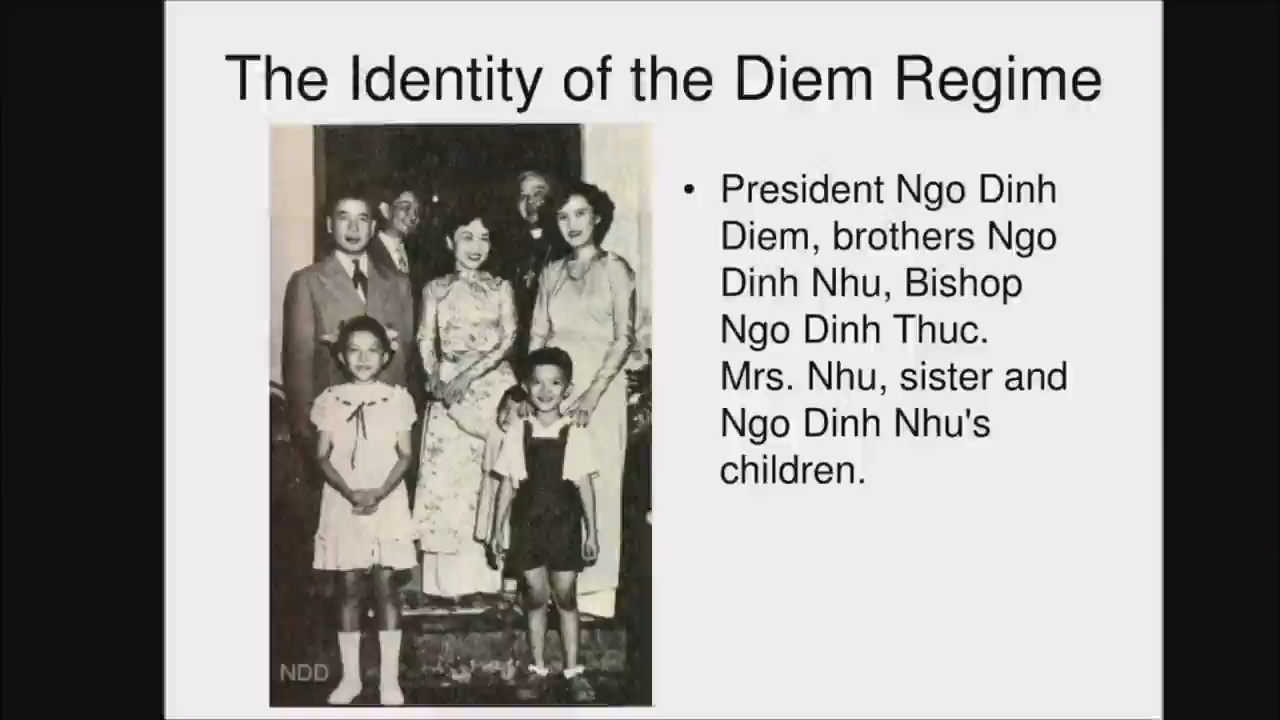 The Identity of the Diem Regime
• President Ngo Dinh
Diem, brothers Ngo
Dinh Nhu, Bishop
Ngo Dinh Thuc.
Mrs. Nhu, sister and
Ngo Dinh Nhu's
children.
NDD